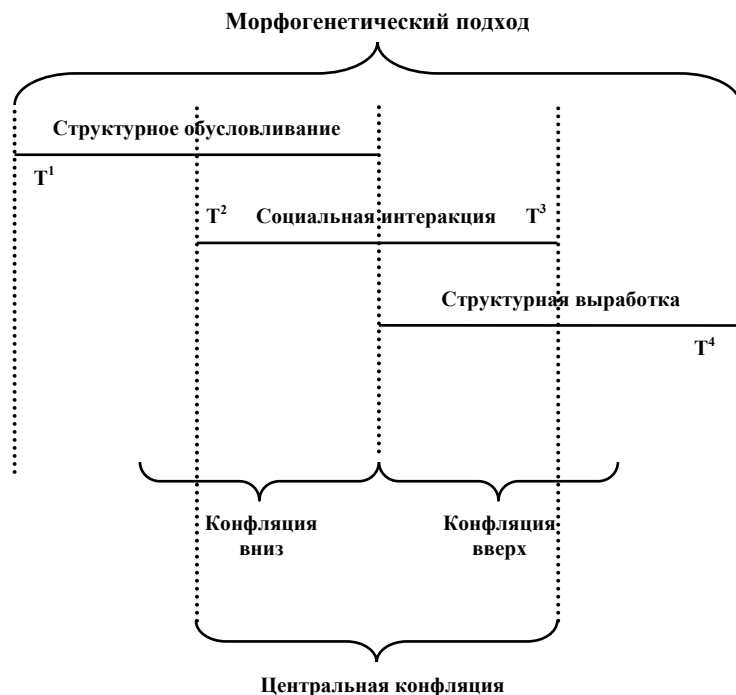 Морфогенетический подход
Структурное обусловливание
T¹
T² Социальная интеракция T³
Структурная выработка
T⁴
Конфляция вниз
Конфляция вверх
Центральная конфляция